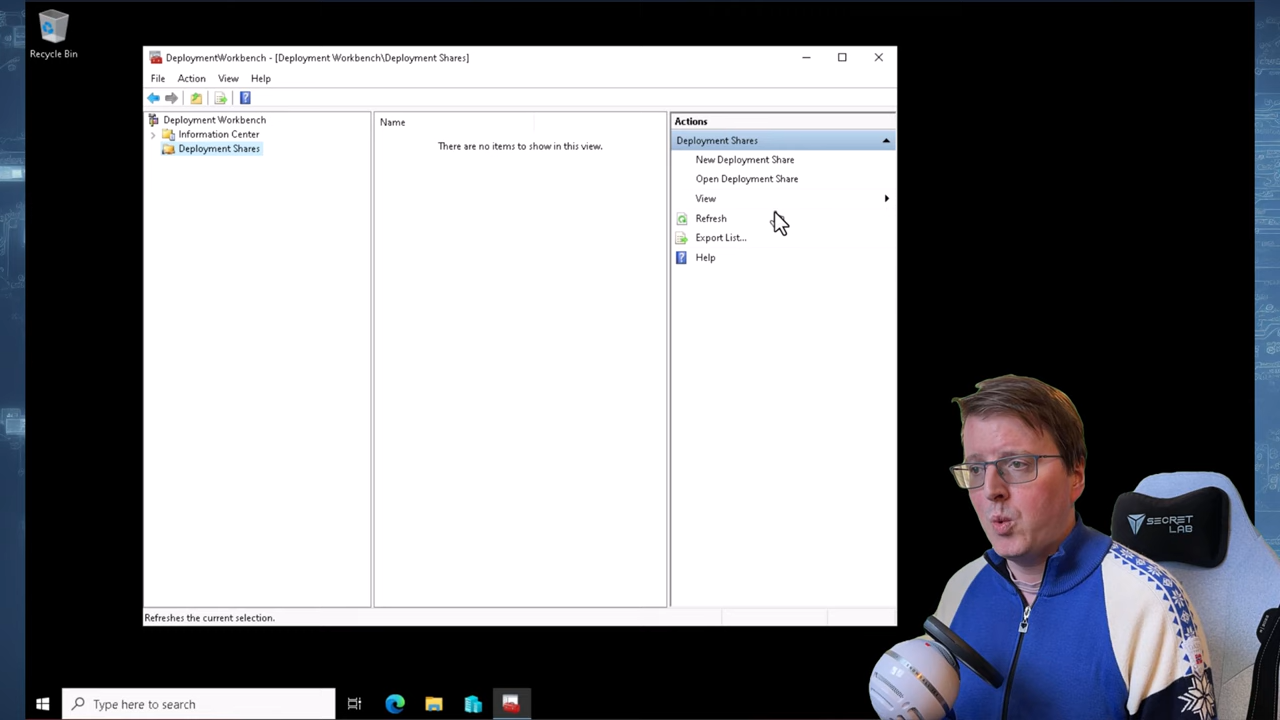 Recycle Bin
DeploymentWorkbench - [Deployment Workbench\Deployment Shares]
File Action View Help
Deployment Workbench
Information Center
Deployment Shares
Name
There are no items to show in this view.
Actions
Deployment Shares
New Deployment Share
Open Deployment Share
View
Refresh
Export List...
Help
Refreshes the current selection.
SECRET
LAB
Type here to search